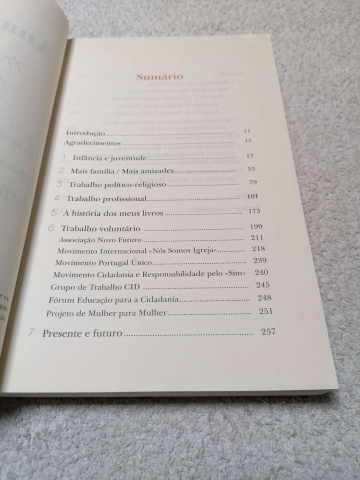 Sumário
Introdução 11
Agradecimentos 13
1 Infância e juventude 17
2 Mais família / Mais amizades 53
3 Trabalho político-religioso 79
4 Trabalho profissional 101
5 A história dos meus livros 173
6 Trabalho voluntário 199
Associação Novo Futuro 211
Movimento Internacional «Nós Somos Igreja» 218
Movimento Portugal Único 239
Movimento Cidadania e Responsabilidade pelo «Sim» 240
Grupo de Trabalho CID 245
Fórum Educação para a Cidadania 248
Projeto de Mulher para Mulher 251
7 Presente e futuro 257